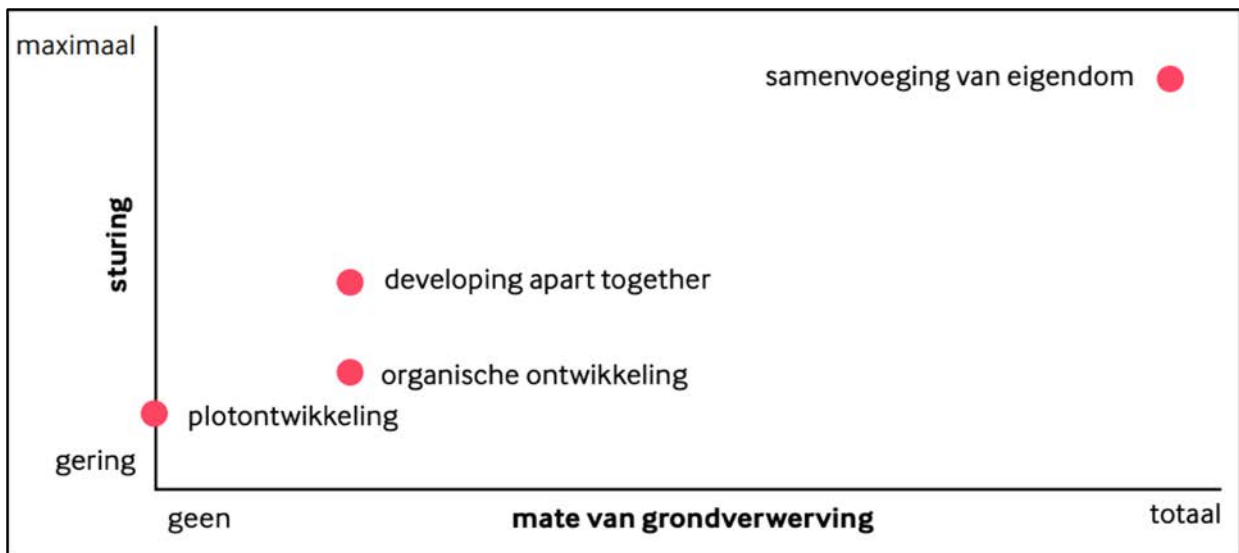 maximaal
samenvoeging van eigendom
sturing
developing apart together
organische ontwikkeling
plotontwikkeling
gering
geen
mate van grondverwerving
totaal